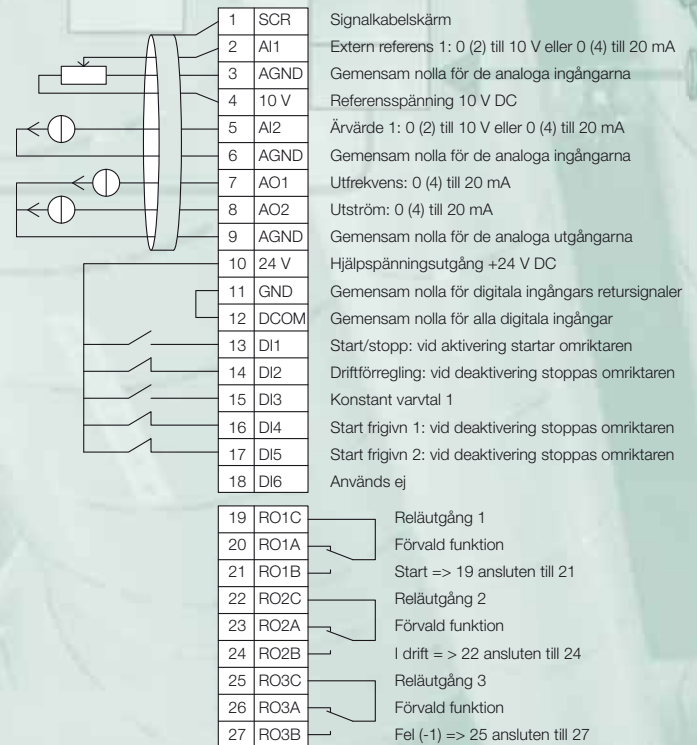 1 SCR Signalkabelskärm
2 AI1 Extern referens 1: 0 (2) till 10 V eller 0 (4) till 20 mA
3 AGND Gemensam nolla för de analoga ingångarna
4 10 V Referensspänning 10 V DC
5 AI2 Ärvärde 1: 0 (2) till 10 V eller 0 (4) till 20 mA
6 AGND Gemensam nolla för de analoga ingångarna
7 AO1 Utfrekvens: 0 (4) till 20 mA
8 AO2 Utström: 0 (4) till 20 mA
9 AGND Gemensam nolla för de analoga utgångarna
10 24 V Hjälpspänningsutgång +24 V DC
11 GND Gemensam nolla för digitala ingångars retursignaler
12 DCOM Gemensam nolla för alla digitala ingångar
13 DI1 Start/stopp: vid aktivering startar omriktaren
14 DI2 Driftförregling: vid deaktivering stoppas omriktaren
15 DI3 Konstant varvtal 1
16 DI4 Start frigivn 1: vid deaktivering stoppas omriktaren
17 DI5 Start frigivn 2: vid deaktivering stoppas omriktaren
18 DI6 Används ej
19 RO1C Reläutgång 1
20 RO1A Förvald funktion
21 RO1B Start => 19 ansluten till 21
22 RO2C Reläutgång 2
23 RO2A Förvald funktion
24 RO2B I drift = > 22 ansluten till 24
25 RO3C Reläutgång 3
26 RO3A Förvald funktion
27 RO3B Fel (-1) => 25 ansluten till 27